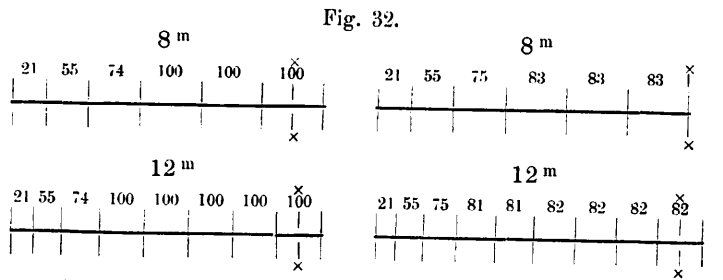 Fig. 32.
8 m
21 55 74 100 100 100
8 m
21 55 75 83 83 83
12 m
21 55 74 100 100 100 100 100
12 m
21 55 75 81 81 82 82 82 82